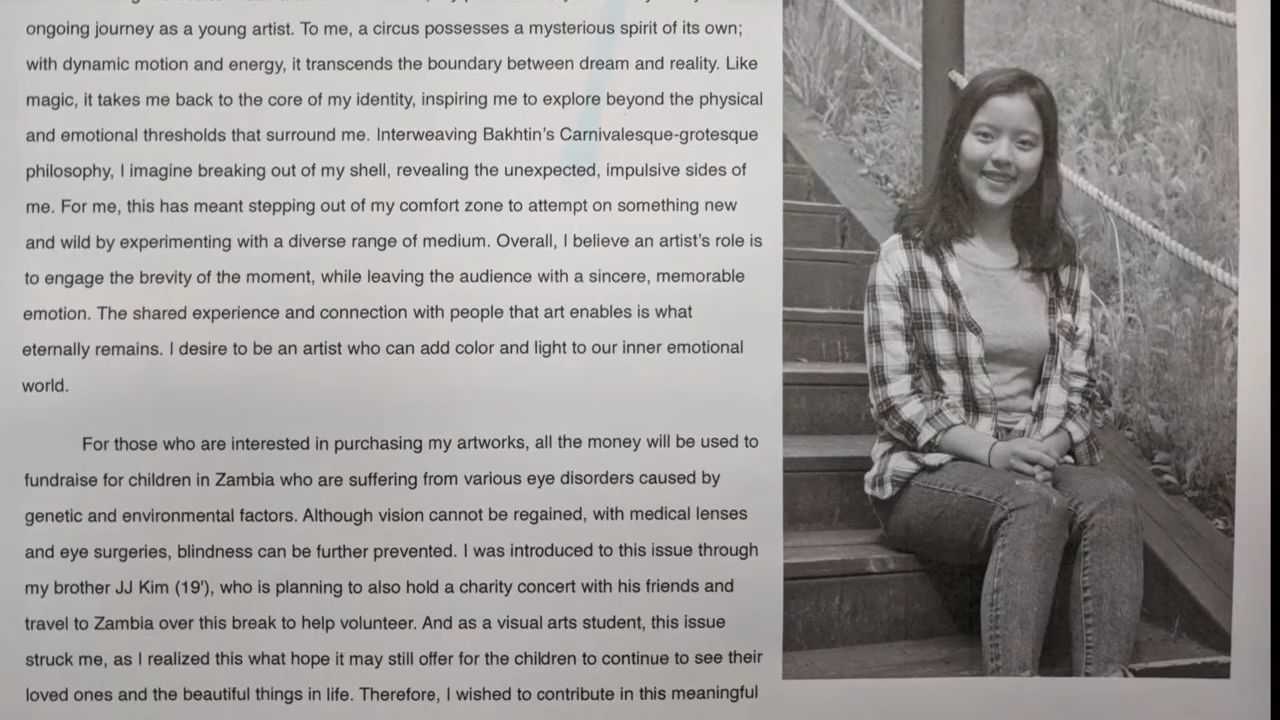 ongoing journey as a young artist. To me, a circus possesses a mysterious spirit of its own;
with dynamic motion and energy, it transcends the boundary between dream and reality. Like
magic, it takes me back to the core of my identity, inspiring me to explore beyond the physical
and emotional thresholds that surround me. Interweaving Bakhtin's Carnivalesque-grotesque
philosophy, I imagine breaking out of my shell, revealing the unexpected, impulsive sides of
me. For me, this has meant stepping out of my comfort zone to attempt on something new
and wild by experimenting with a diverse range of medium. Overall, I believe an artist's role is
to engage the brevity of the moment, while leaving the audience with a sincere, memorable
emotion. The shared experience and connection with people that art enables is what
eternally remains. I desire to be an artist who can add color and light to our inner emotional
world.
For those who are interested in purchasing my artworks, all the money will be used to
fundraise for children in Zambia who are suffering from various eye disorders caused by
genetic and environmental factors. Although vision cannot be regained, with medical lenses
and eye surgeries, blindness can be further prevented. I was introduced to this issue through
my brother JJ Kim (19'), who is planning to also hold a charity concert with his friends and
travel to Zambia over this break to help volunteer. And as a visual arts student, this issue
struck me, as I realized this what hope it may still offer for the children to continue to see their
loved ones and the beautiful things in life. Therefore, I wished to contribute in this meaningful